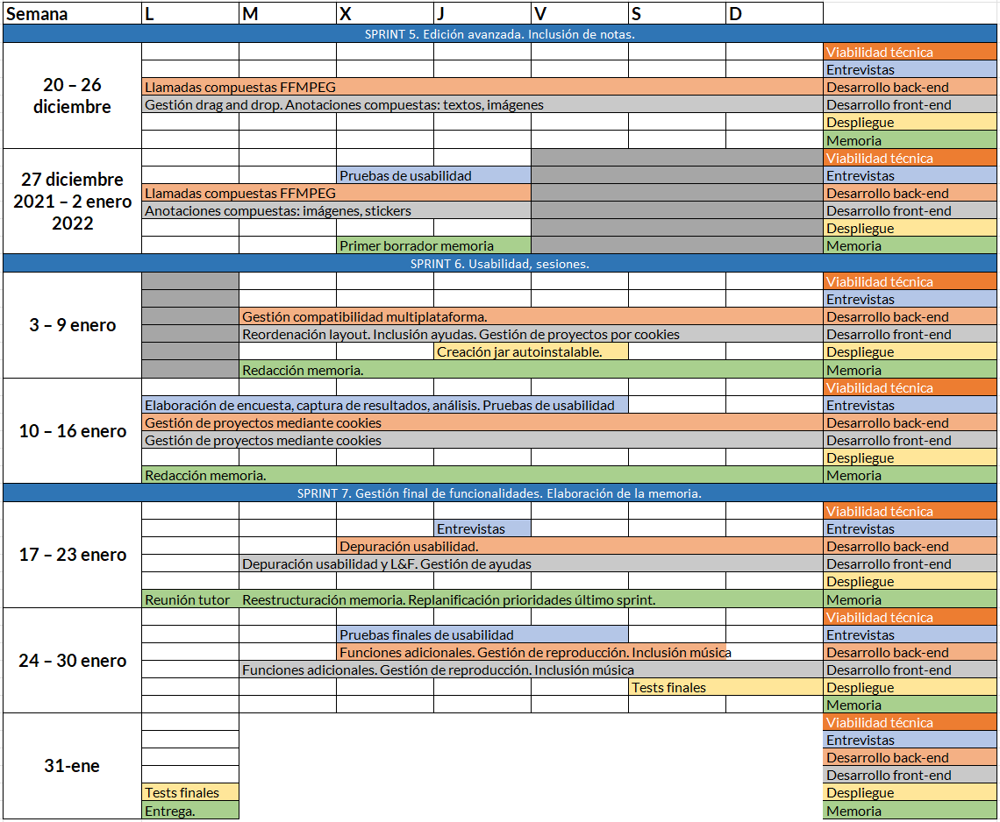 Semana L M X J V S D
SPRINT 5. Edición avanzada. Inclusión de notas.
20 – 26 diciembre
Viabilidad técnica
Entrevistas
Llamadas compuestas FFMPEG Desarrollo back-end
Gestión drag and drop. Anotaciones compuestas: textos, imágenes Desarrollo front-end
Despliegue
Memoria
27 diciembre 2021 – 2 enero 2022
Viabilidad técnica
Pruebas de usabilidad Entrevistas
Llamadas compuestas FFMPEG Desarrollo back-end
Anotaciones compuestas: imágenes, stickers Desarrollo front-end
Despliegue
Primer borrador memoria Memoria
SPRINT 6. Usabilidad, sesiones.
3 – 9 enero
Viabilidad técnica
Entrevistas
Gestión compatibilidad multiplataforma. Desarrollo back-end
Reordenación layout. Inclusión ayudas. Gestión de proyectos por cookies Desarrollo front-end
Creación jar autoinstalable. Despliegue
Redacción memoria. Memoria
10 – 16 enero
Viabilidad técnica
Elaboración de encuesta, captura de resultados, análisis. Pruebas de usabilidad Entrevistas
Gestión de proyectos mediante cookies Desarrollo back-end
Gestión de proyectos mediante cookies Desarrollo front-end
Despliegue
Redacción memoria. Memoria
SPRINT 7. Gestión final de funcionalidades. Elaboración de la memoria.
17 – 23 enero
Viabilidad técnica
Entrevistas Entrevistas
Depuración usabilidad. Desarrollo back-end
Depuración usabilidad y L&F. Gestión de ayudas Desarrollo front-end
Despliegue
Reunión tutor Reestructuración memoria. Replanificación prioridades último sprint. Memoria
24 – 30 enero
Viabilidad técnica
Pruebas finales de usabilidad Entrevistas
Funciones adicionales. Gestión de reproducción. Inclusión música Desarrollo back-end
Funciones adicionales. Gestión de reproducción. Inclusión música Desarrollo front-end
Tests finales Despliegue
Memoria
31-ene
Viabilidad técnica
Entrevistas
Desarrollo back-end
Desarrollo front-end
Tests finales Despliegue
Entrega. Memoria